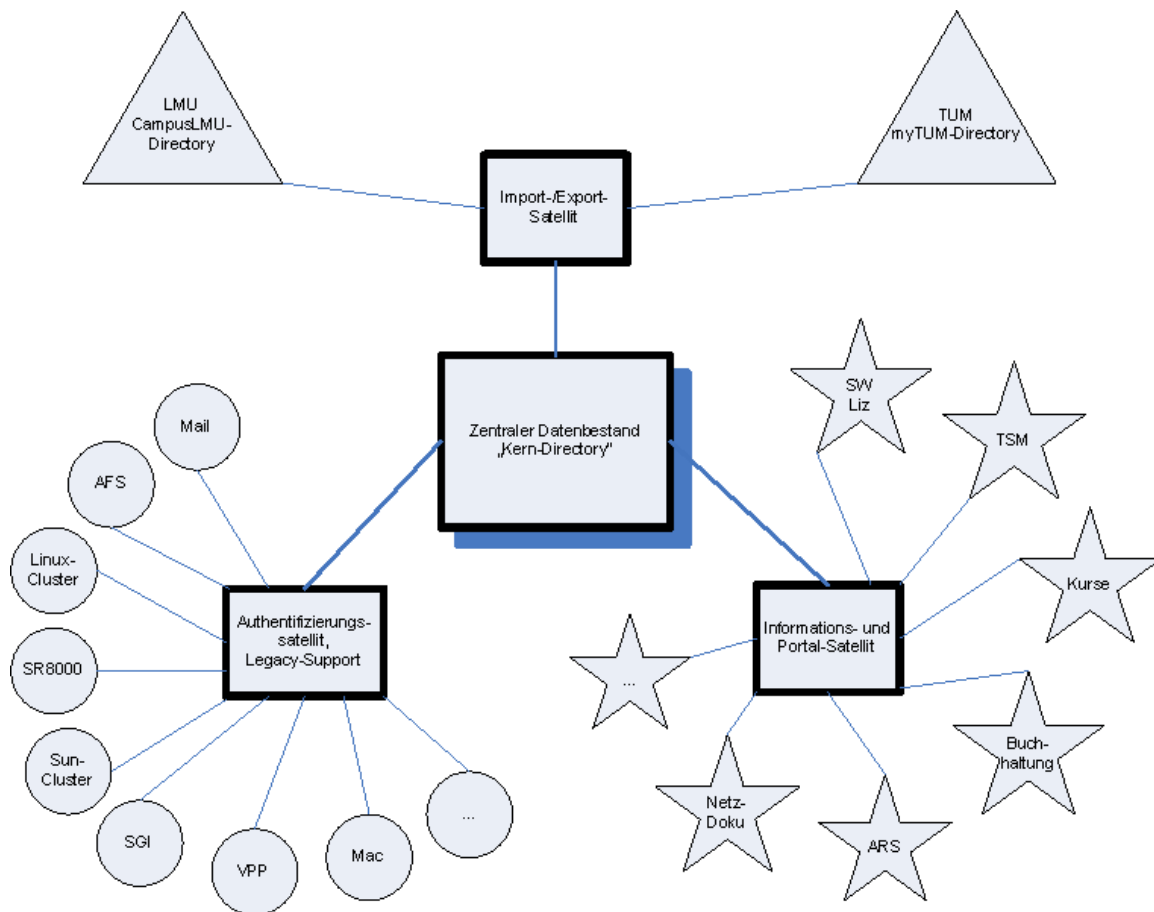 LMU
CampusLMU-
Directory
TUM
myTUM-Directory
Import-/Export-
Satellit
Zentraler Datenbestand
„Kern-Directory"
SW
Liz
TSM
Kurse
Buch-
haltung
ARS
Netz-
Doku
...
Informations- und
Portal-Satellit
Mail
AFS
Linux-
Cluster
SR8000
Sun-
Cluster
SGI
VPP
Mac
...
Authentifizierungs-
satellit,
Legacy-Support